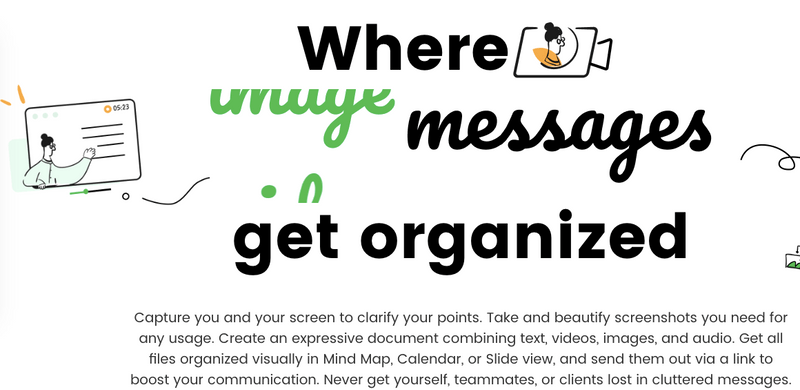 Where
05:23
image messages
get organized
Capture you and your screen to clarify your points. Take and beautify screenshots you need for
any usage. Create an expressive document combining text, videos, images, and audio. Get all
files organized visually in Mind Map, Calendar, or Slide view, and send them out via a link to
boost your communication. Never get yourself, teammates, or clients lost in cluttered messages.